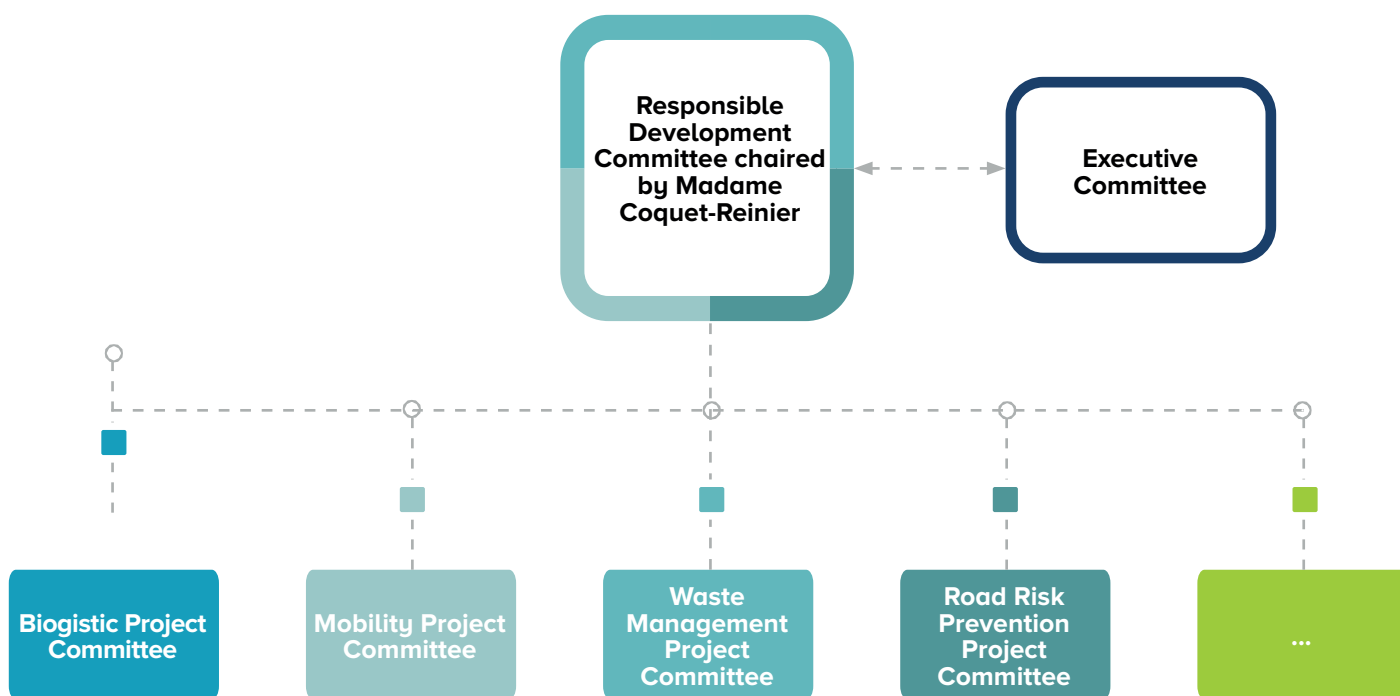 Responsible
Development
Committee chaired
by Madame
Coquet-Reinier
Executive
Committee
Biogistic Project
Committee
Mobility Project
Committee
Waste
Management
Project
Committee
Road Risk
Prevention
Project
Committee
...